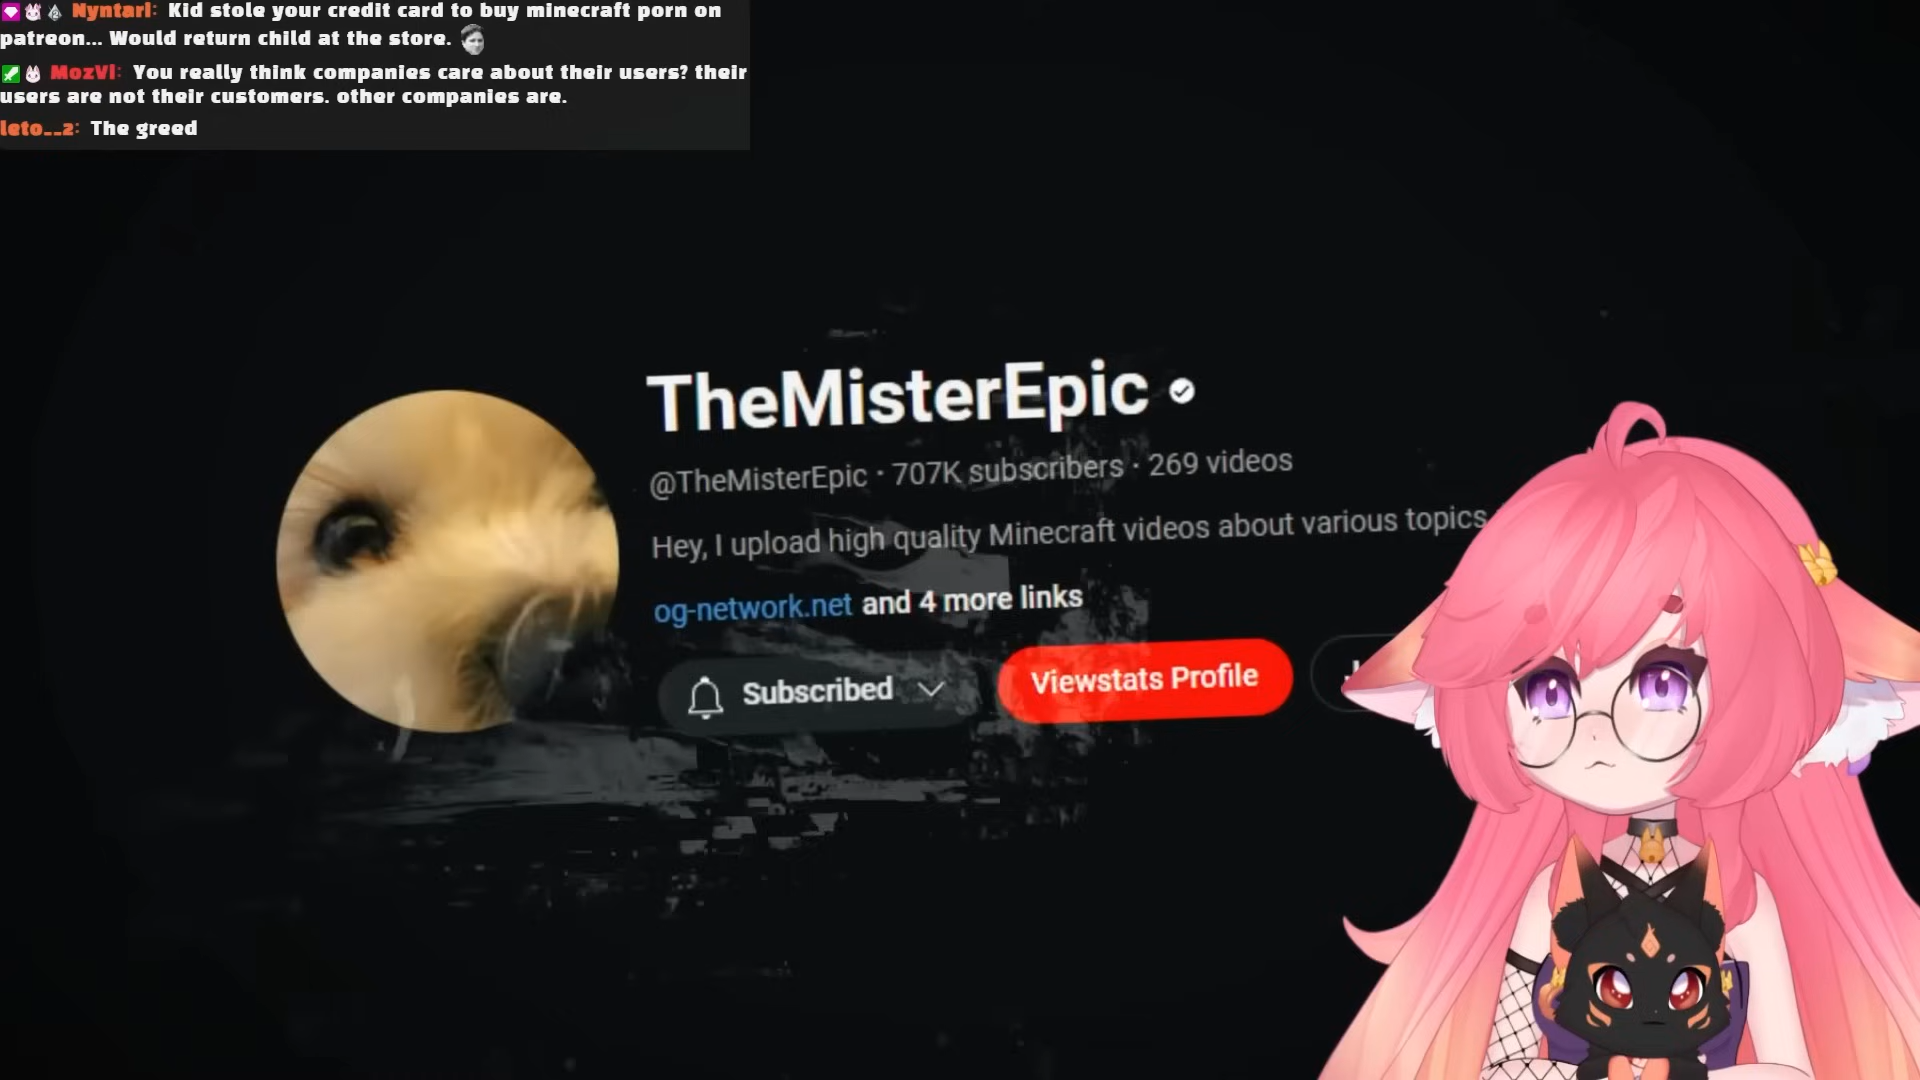 Nyntari: Kid stole your credit card to buy minecraft porn on
patreon... Would return child at the store.
MozVi: You really think companies care about their users? their
users are not their customers. other companies are.
leto__2: The greed
TheMisterEpic
@TheMisterEpic · 707K subscribers · 269 videos
Hey, I upload high quality Minecraft videos about various topics
og-network.net and 4 more links
Subscribed
Viewstats Profile